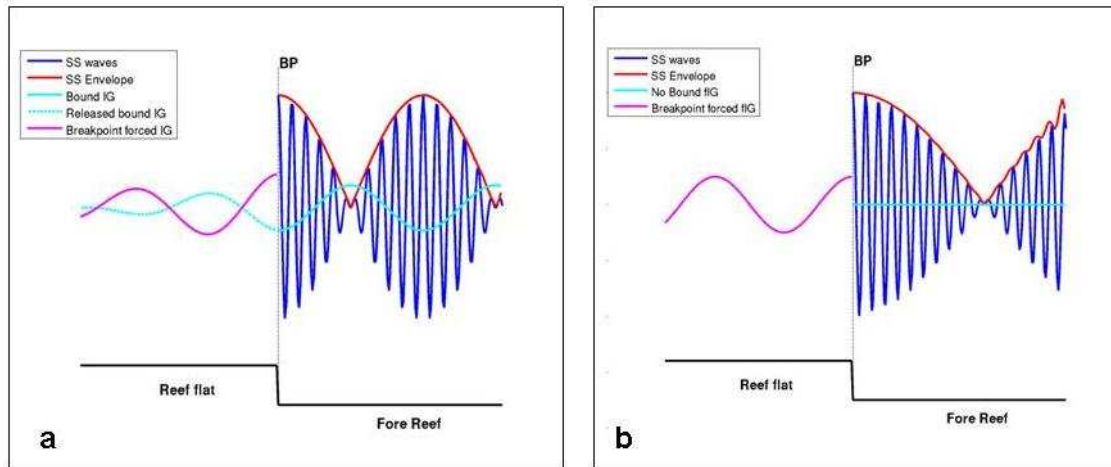 SS waves
SS Envelope
Bound IG
Released bound IG
Breakpoint forced IG
BP
Reef flat
Fore Reef
a
SS waves
SS Envelope
No Bound fIG
Breakpoint forced fIG
BP
Reef flat
Fore Reef
b